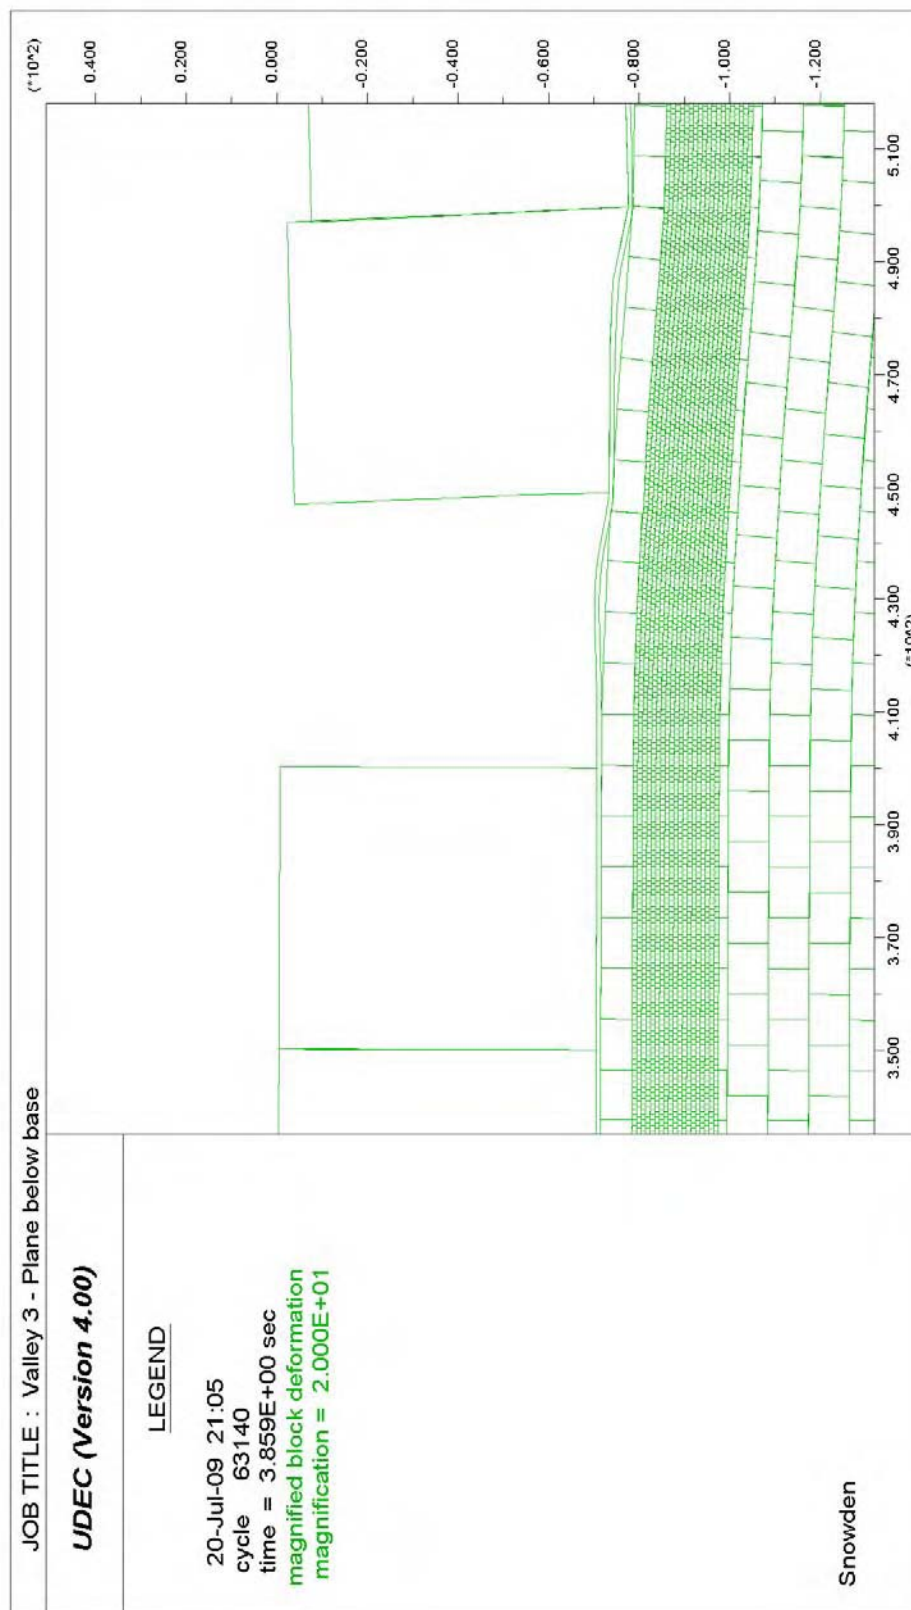 JOB TITLE : Valley 3 - Plane below base
(*10^2)
UDEC (Version 4.00)
LEGEND
20-Jul-09 21:05
cycle 63140
time = 3.859E+00 sec
magnified block deformation
magnification = 2.000E+01
Snowden
0.400
0.200
0.000
-0.200
-0.400
-0.600
-0.800
-1.000
-1.200
3.500
3.700
3.900
4.100
4.300
4.500
4.700
4.900
5.100
(*10^2)